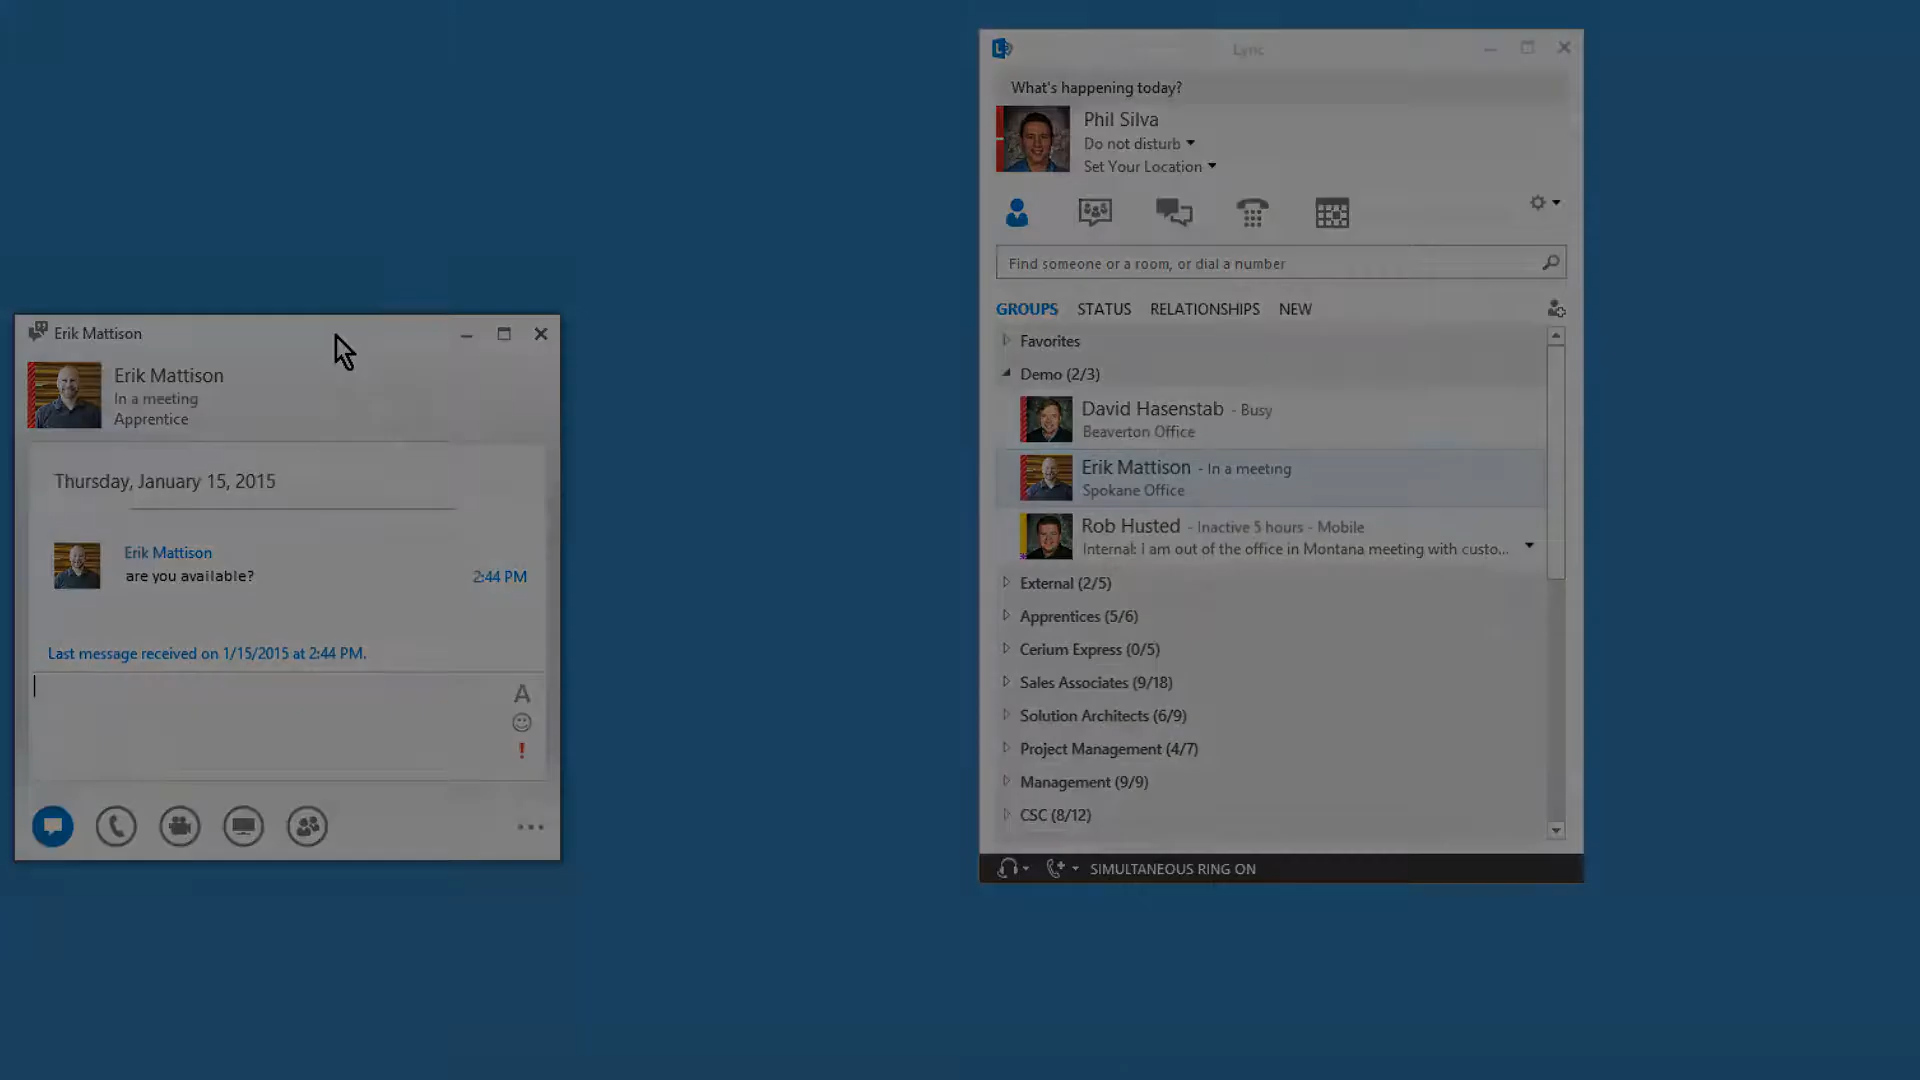 Erik Mattison
Erik Mattison
In a meeting
Apprentice
Thursday, January 15, 2015
Erik Mattison
are you available? 2:44 PM
Last message received on 1/15/2015 at 2:44 PM.
A
!
Lync
What's happening today?
Phil Silva
Do not disturb
Set Your Location
Find someone or a room, or dial a number
GROUPS STATUS RELATIONSHIPS NEW
Favorites
Demo (2/3)
David Hasenstab - Busy
Beaverton Office
Erik Mattison - In a meeting
Spokane Office
Rob Husted - Inactive 5 hours - Mobile
Internal: I am out of the office in Montana meeting with custo...
External (2/5)
Apprentices (5/6)
Cerium Express (0/5)
Sales Associates (9/18)
Solution Architects (6/9)
Project Management (4/7)
Management (9/9)
CSC (8/12)
SIMULTANEOUS RING ON